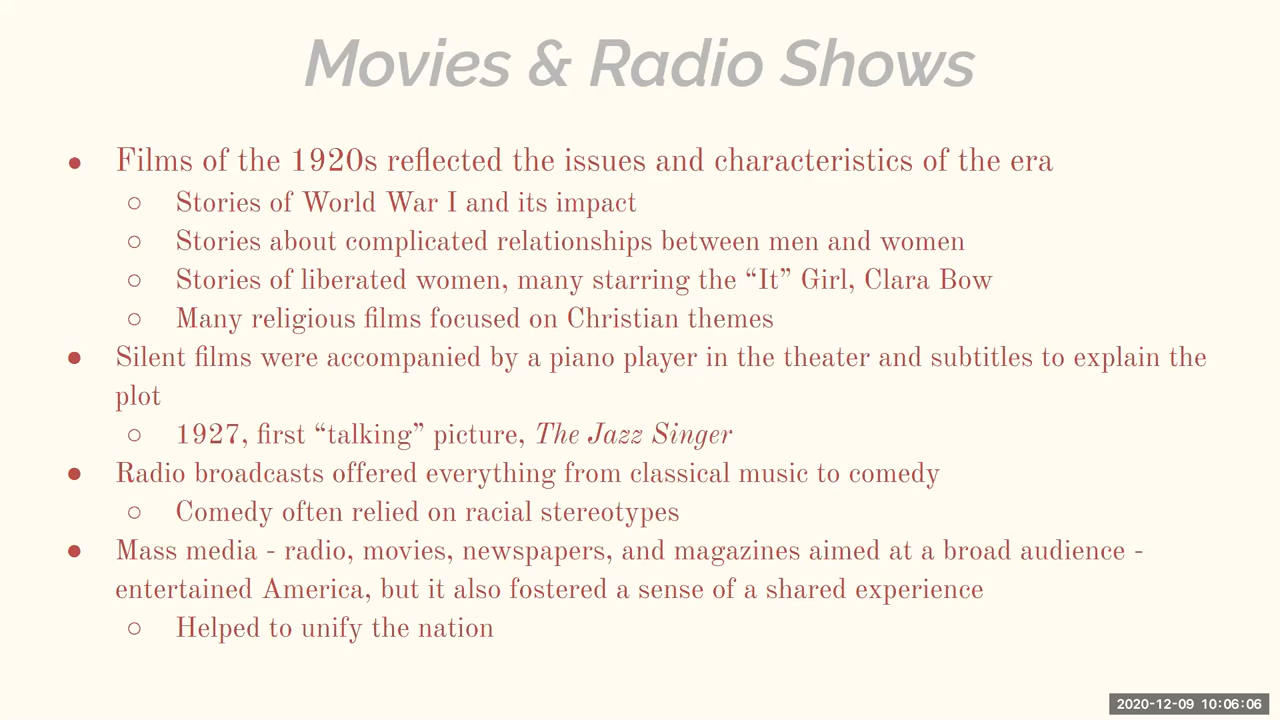 Movies & Radio Shows
● Films of the 1920s reflected the issues and characteristics of the era
○ Stories of World War I and its impact
○ Stories about complicated relationships between men and women
○ Stories of liberated women, many starring the “It” Girl, Clara Bow
○ Many religious films focused on Christian themes
● Silent films were accompanied by a piano player in the theater and subtitles to explain the
plot
○ 1927, first “talking” picture, The Jazz Singer
● Radio broadcasts offered everything from classical music to comedy
○ Comedy often relied on racial stereotypes
● Mass media - radio, movies, newspapers, and magazines aimed at a broad audience -
entertained America, but it also fostered a sense of a shared experience
○ Helped to unify the nation
2020-12-09 10:06:06